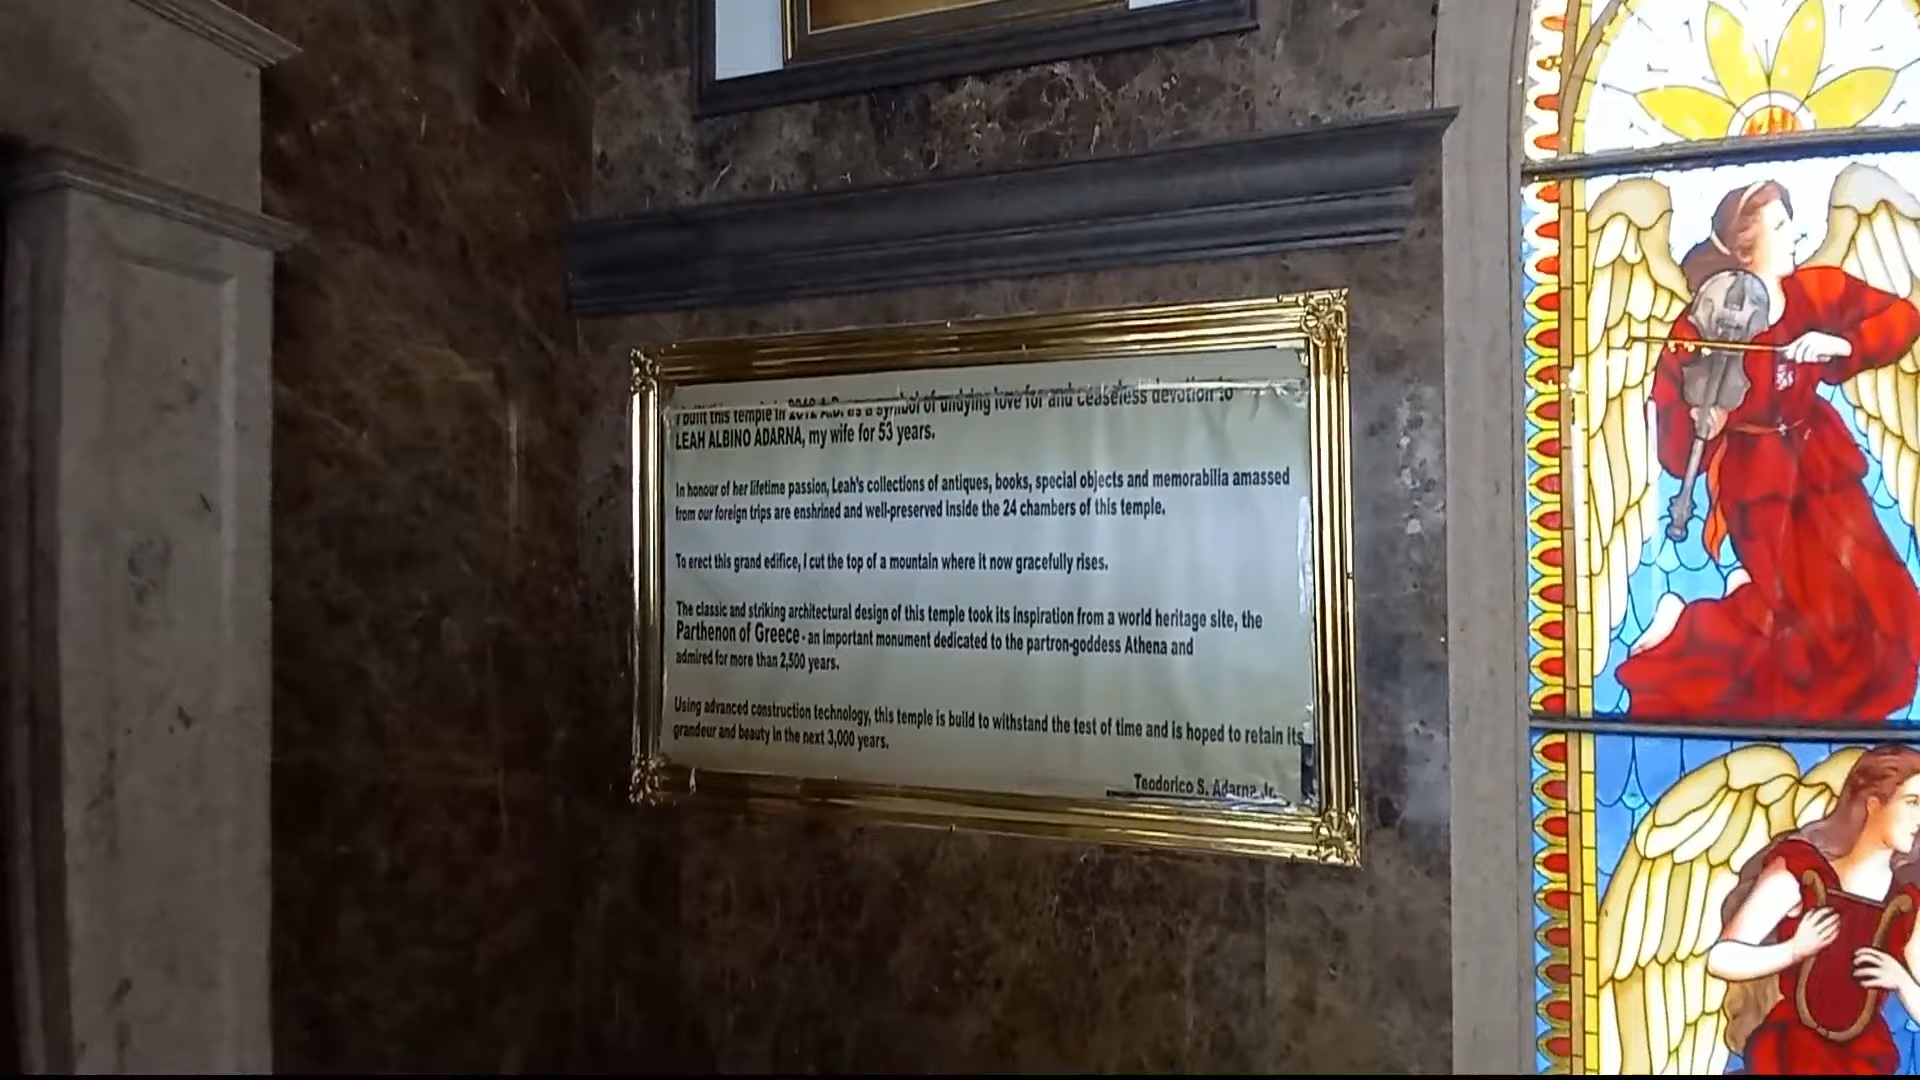 I built this temple in 2012 A.D. as a symbol of undying love for and ceaseless devotion to
LEAH ALBINO ADARNA, my wife for 53 years.
In honour of her lifetime passion, Leah's collections of antiques, books, special objects and memorabilia amassed
from our foreign trips are enshrined and well-preserved inside the 24 chambers of this temple.
To erect this grand edifice, I cut the top of a mountain where it now gracefully rises.
The classic and striking architectural design of this temple took its inspiration from a world heritage site, the
Parthenon of Greece - an important monument dedicated to the partron-goddess Athena and
admired for more than 2,500 years.
Using advanced construction technology, this temple is build to withstand the test of time and is hoped to retain its
grandeur and beauty in the next 3,000 years.
Teodorico S. Adarna Jr.